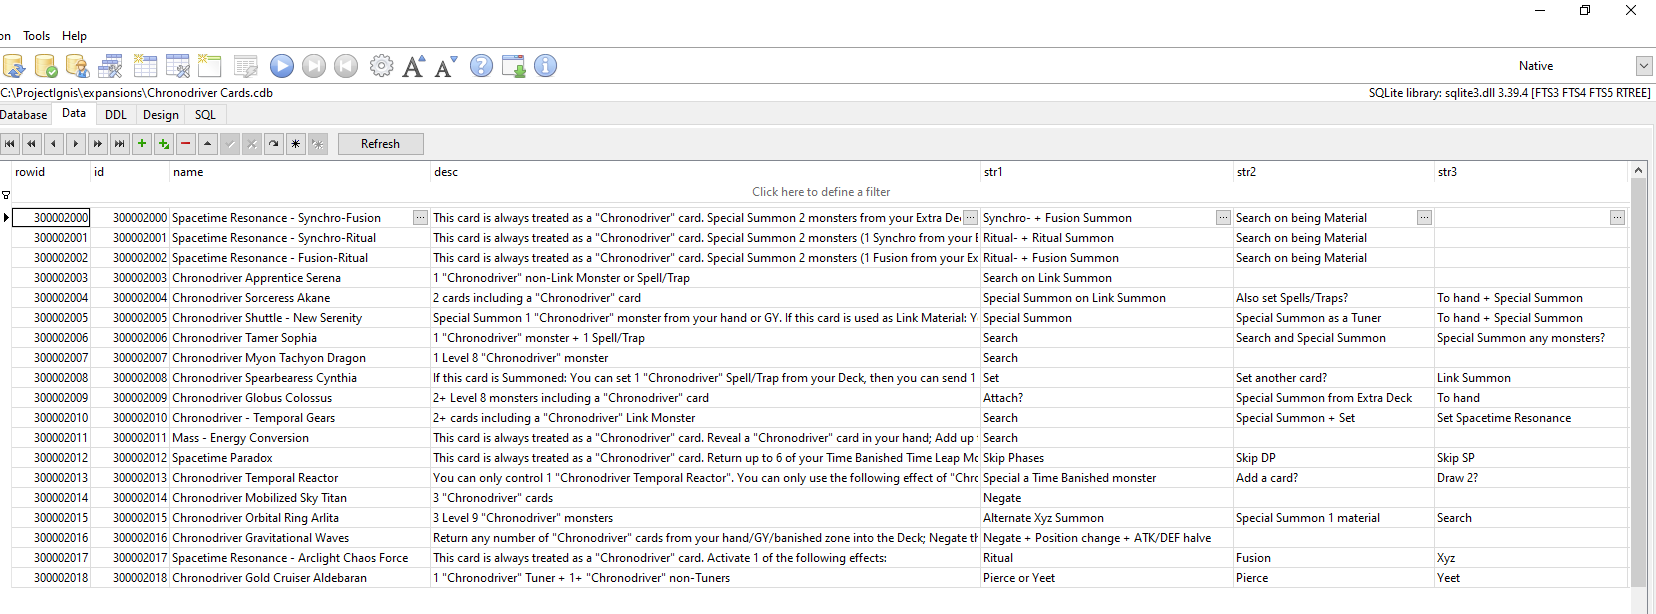 on Tools Help
Native
C:\ProjectIgnis\expansions\Chronodriver Cards.cdb SQLite library: sqlite3.dll 3.39.4 [FTS3 FTS4 FTS5 RTREE]
Database Data DDL Design SQL
Refresh
rowid id name desc str1 str2 str3
Click here to define a filter
300002000 300002000 Spacetime Resonance - Synchro-Fusion ... This card is always treated as a "Chronodriver" card. Special Summon 2 monsters from your Extra De ... Synchro- + Fusion Summon ... Search on being Material ... ...
300002001 300002001 Spacetime Resonance - Synchro-Ritual This card is always treated as a "Chronodriver" card. Special Summon 2 monsters (1 Synchro from your E Ritual- + Ritual Summon Search on being Material
300002002 300002002 Spacetime Resonance - Fusion-Ritual This card is always treated as a "Chronodriver" card. Special Summon 2 monsters (1 Fusion from your Ex Ritual- + Fusion Summon Search on being Material
300002003 300002003 Chronodriver Apprentice Serena 1 "Chronodriver" non-Link Monster or Spell/Trap Search on Link Summon
300002004 300002004 Chronodriver Sorceress Akane 2 cards including a "Chronodriver" card Special Summon on Link Summon Also set Spells/Traps? To hand + Special Summon
300002005 300002005 Chronodriver Shuttle - New Serenity Special Summon 1 "Chronodriver" monster from your hand or GY. If this card is used as Link Material: Y Special Summon Special Summon as a Tuner To hand + Special Summon
300002006 300002006 Chronodriver Tamer Sophia 1 "Chronodriver" monster + 1 Spell/Trap Search Search and Special Summon Special Summon any monsters?
300002007 300002007 Chronodriver Myon Tachyon Dragon 1 Level 8 "Chronodriver" monster Search
300002008 300002008 Chronodriver Spearbearess Cynthia If this card is Summoned: You can set 1 "Chronodriver" Spell/Trap from your Deck, then you can send 1 Set Set another card? Link Summon
300002009 300002009 Chronodriver Globus Colossus 2+ Level 8 monsters including a "Chronodriver" card Attach? Special Summon from Extra Deck To hand
300002010 300002010 Chronodriver - Temporal Gears 2+ cards including a "Chronodriver" Link Monster Search Special Summon + Set Set Spacetime Resonance
300002011 300002011 Mass - Energy Conversion This card is always treated as a "Chronodriver" card. Reveal a "Chronodriver" card in your hand; Add up Search
300002012 300002012 Spacetime Paradox This card is always treated as a "Chronodriver" card. Return up to 6 of your Time Banished Time Leap Mo Skip Phases Skip DP Skip SP
300002013 300002013 Chronodriver Temporal Reactor You can only control 1 "Chronodriver Temporal Reactor". You can only use the following effect of "Chro Special a Time Banished monster Add a card? Draw 2?
300002014 300002014 Chronodriver Mobilized Sky Titan 3 "Chronodriver" cards Negate
300002015 300002015 Chronodriver Orbital Ring Arlita 3 Level 9 "Chronodriver" monsters Alternate Xyz Summon Special Summon 1 material Search
300002016 300002016 Chronodriver Gravitational Waves Return any number of "Chronodriver" cards from your hand/GY/banished zone into the Deck; Negate th Negate + Position change + ATK/DEF halve
300002017 300002017 Spacetime Resonance - Arclight Chaos Force This card is always treated as a "Chronodriver" card. Activate 1 of the following effects: Ritual Fusion Xyz
300002018 300002018 Chronodriver Gold Cruiser Aldebaran 1 "Chronodriver" Tuner + 1+ "Chronodriver" non-Tuners Pierce or Yeet Pierce Yeet